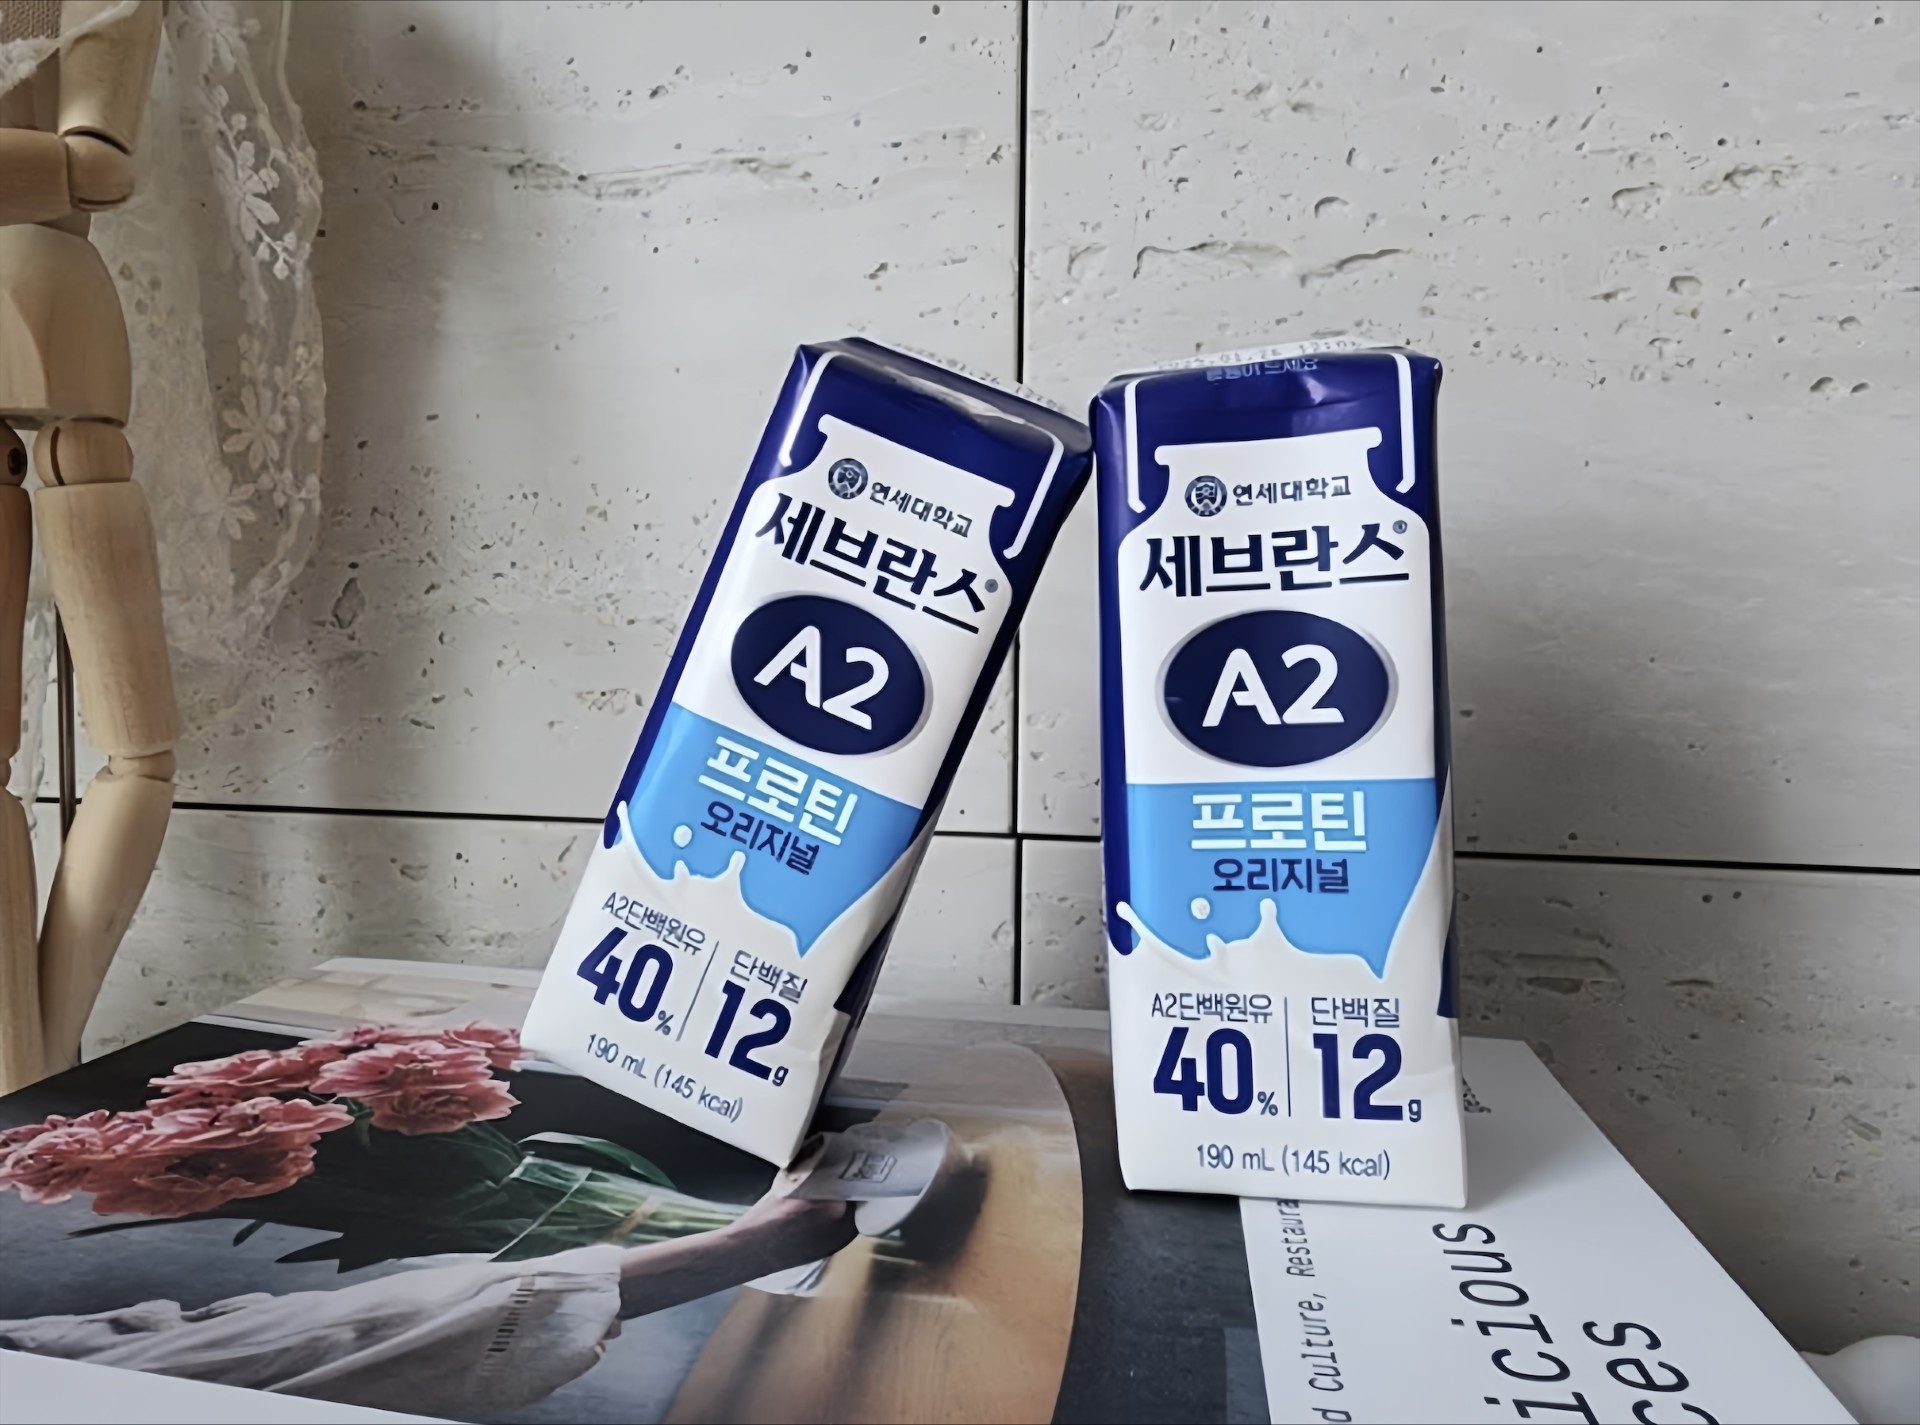 연세대학교
세브란스
A2
프로틴
오리지널
A2단백원유
40%
단백질
12g
190 mL (145 kcal)
연세대학교
세브란스®
A2
프로틴
오리지널
A2단백원유
40%
단백질
12g
190 mL (145 kcal)
Culture,
icious